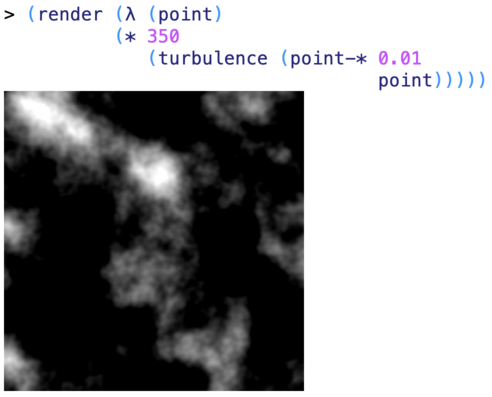 > (render (λ (point)
(* 350
(turbulence (point-* 0.01
point)))))